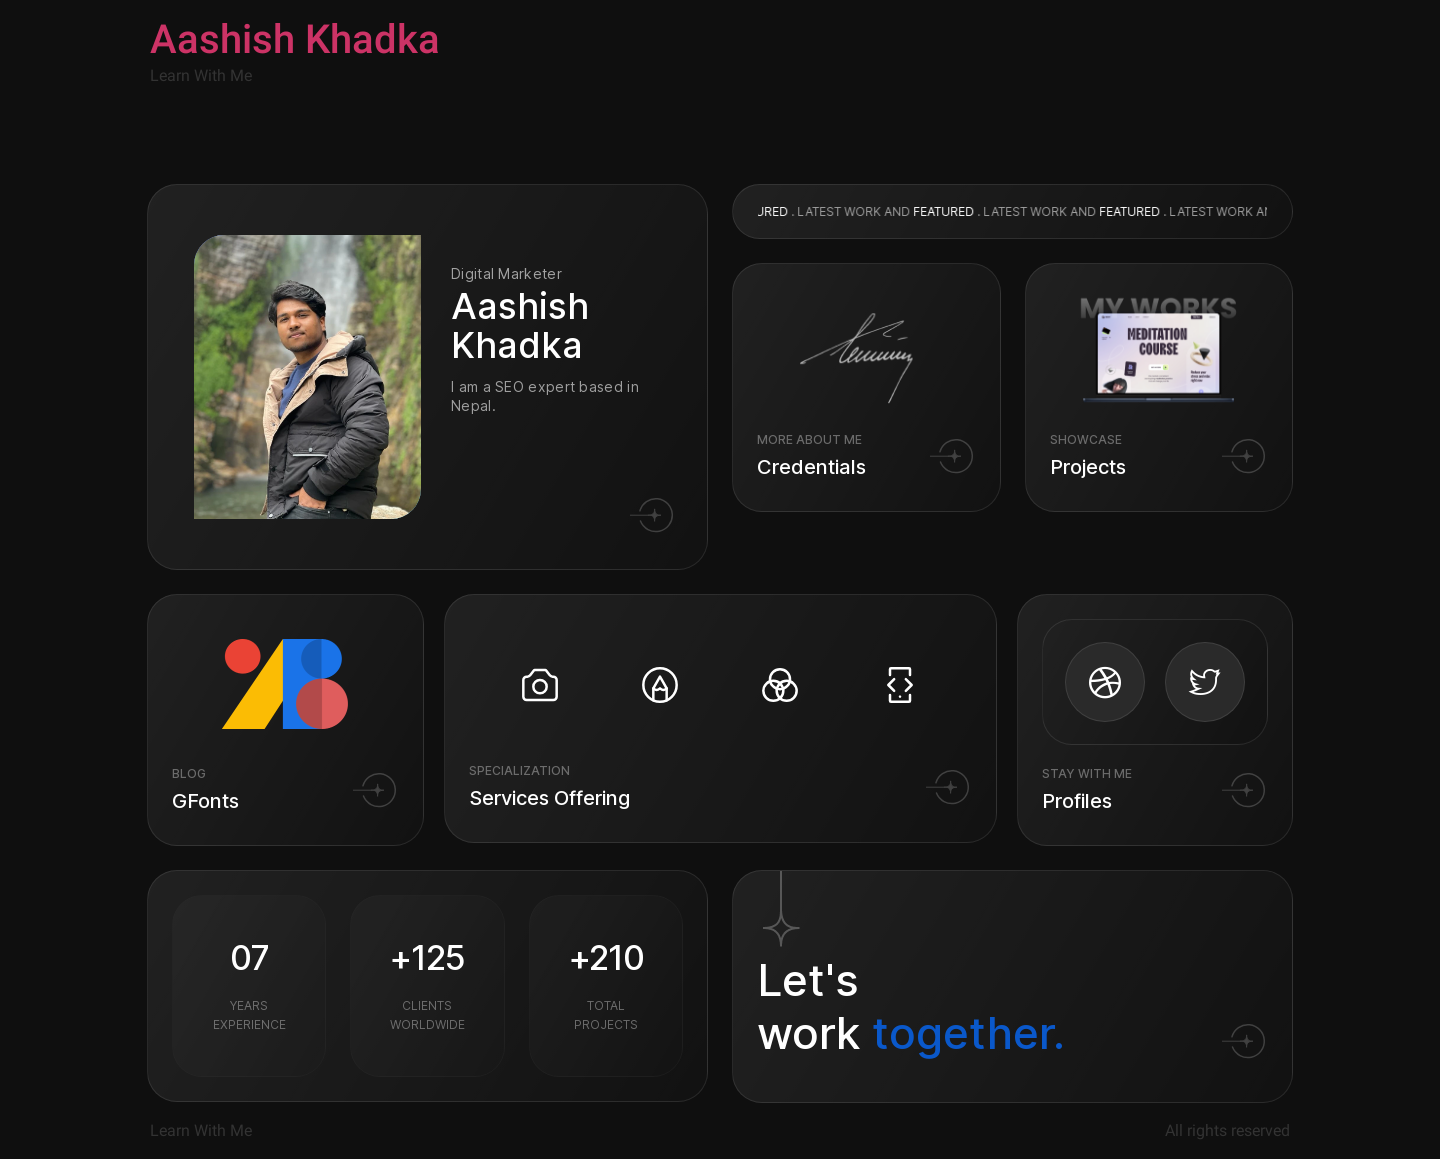 Aashish Khadka
Learn With Me
URED . LATEST WORK AND FEATURED . LATEST WORK AND FEATURED . LATEST WORK AN
Digital Marketer
Aashish
Khadka
I am a SEO expert based in
Nepal.
MORE ABOUT ME
Credentials
MY WORKS
MEDITATION
COURSE
SHOWCASE
Projects
BLOG
GFonts
SPECIALIZATION
Services Offering
STAY WITH ME
Profiles
07
YEARS
EXPERIENCE
+125
CLIENTS
WORLDWIDE
+210
TOTAL
PROJECTS
Let's
work together.
Learn With Me
All rights reserved